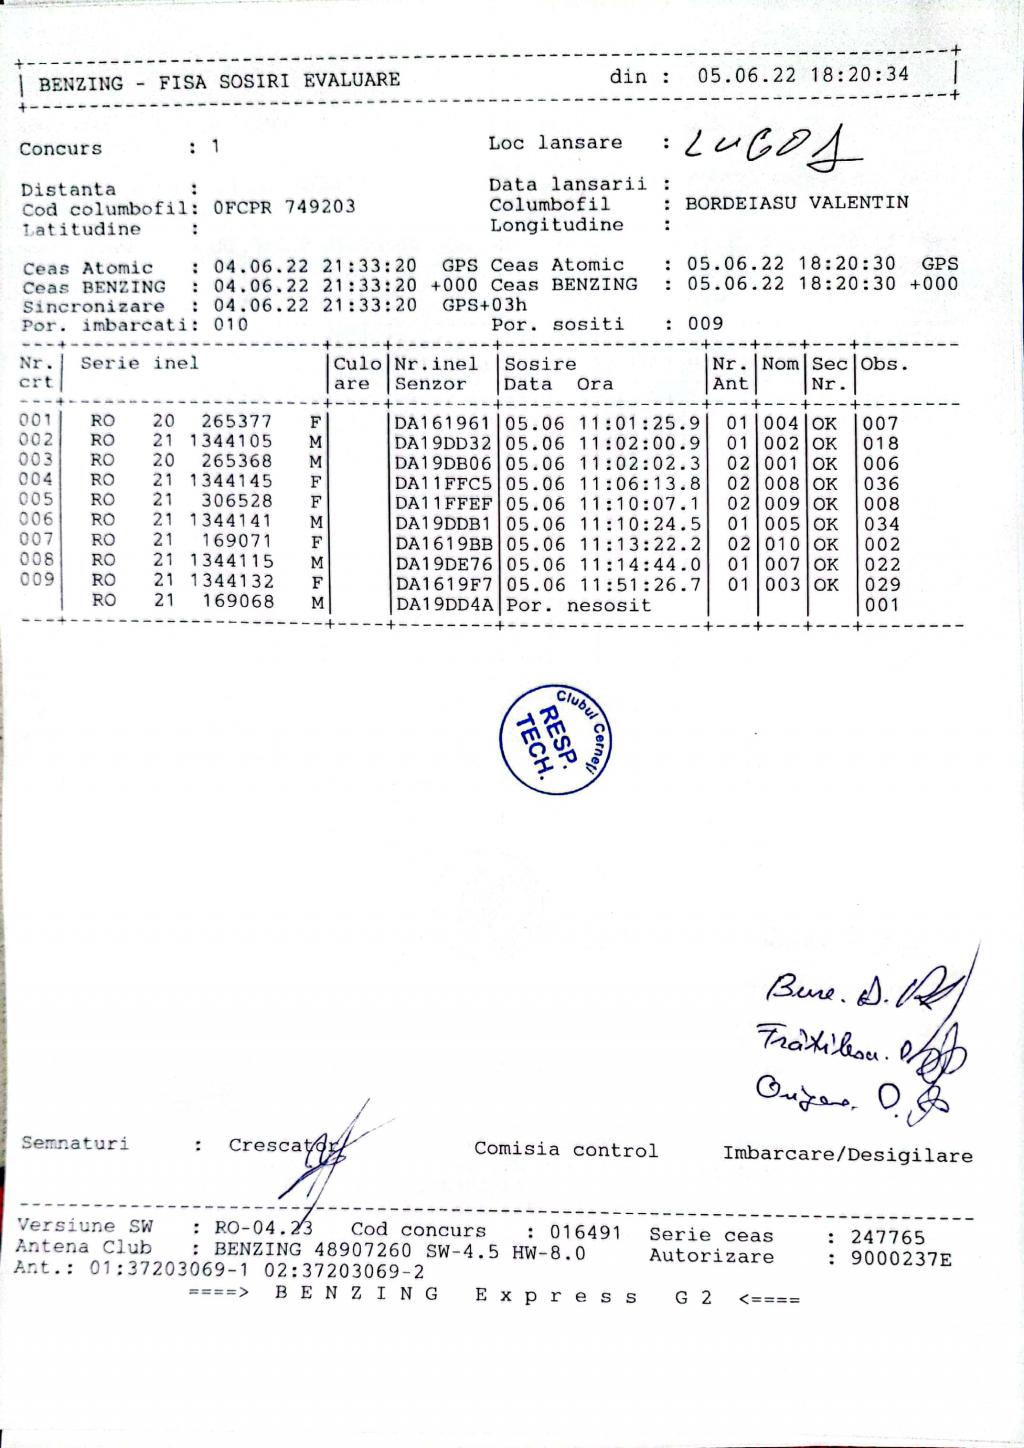 BENZING - FISA SOSIRI EVALUARE din : 05.06.22 18:20:34
Concurs : 1 Loc lansare : LUGOJ
Distanta : Data lansarii :
Cod columbofil: 0FCPR 749203 Columbofil : BORDEIASU VALENTIN
Latitudine : Longitudine :
Ceas Atomic : 04.06.22 21:33:20 GPS Ceas Atomic : 05.06.22 18:20:30 GPS
Ceas BENZING : 04.06.22 21:33:20 +000 Ceas BENZING : 05.06.22 18:20:30 +000
Sincronizare : 04.06.22 21:33:20 GPS+03h
Por. imbarcati: 010 Por. sositi : 009
Nr. Serie inel Culo Nr.inel Sosire Nr. Nom Sec Obs.
crt are Senzor Data Ora Ant Nr.
001 RO 20 265377 F DA161961 05.06 11:01:25.9 01 004 OK 007
002 RO 21 1344105 M DA19DD32 05.06 11:02:00.9 01 002 OK 018
003 RO 20 265368 M DA19DB06 05.06 11:02:02.3 02 001 OK 006
004 RO 21 1344145 F DA11FFC5 05.06 11:06:13.8 02 008 OK 036
005 RO 21 306528 F DA11FFEF 05.06 11:10:07.1 02 009 OK 008
006 RO 21 1344141 M DA19DDB1 05.06 11:10:24.5 01 005 OK 034
007 RO 21 169071 F DA1619BB 05.06 11:13:22.2 02 010 OK 002
008 RO 21 1344115 M DA19DE76 05.06 11:14:44.0 01 007 OK 022
009 RO 21 1344132 F DA1619F7 05.06 11:51:26.7 01 003 OK 029
RO 21 169068 M DA19DD4A Por. nesosit 001
Clubul Cerneți
RESP.
TECH.
Semnaturi : Crescator Comisia control Imbarcare/Desigilare
Versiune SW : RO-04.23 Cod concurs : 016491 Serie ceas : 247765
Antena Club : BENZING 48907260 SW-4.5 HW-8.0 Autorizare : 9000237E
Ant.: 01:37203069-1 02:37203069-2
====> B E N Z I N G E x p r e s s G 2 <====